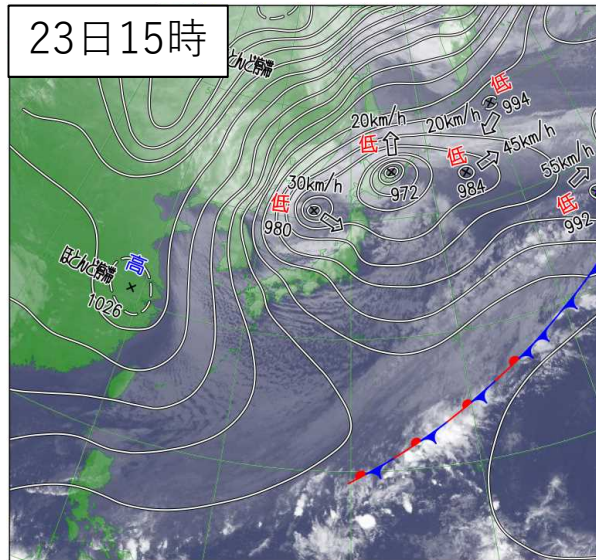 23日15時
ほとんど停滞
低
994
20km/h
20km/h
45km/h
低
低
972
984
55km/h
30km/h
低
980
低
992
ほとんど停滞
高
1026